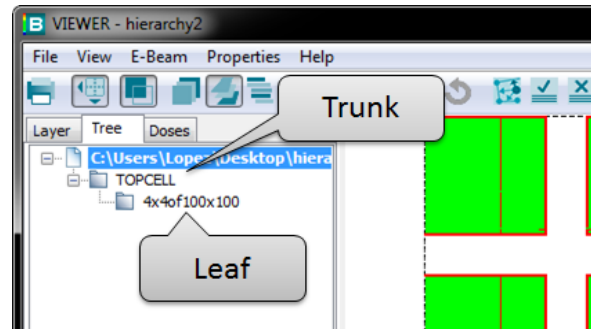 B VIEWER - hierarchy2
File View E-Beam Properties Help
Trunk
Layer Tree Doses
C:\Users\Lopez\Desktop\hiera
TOPCELL
4x4of100x100
Leaf